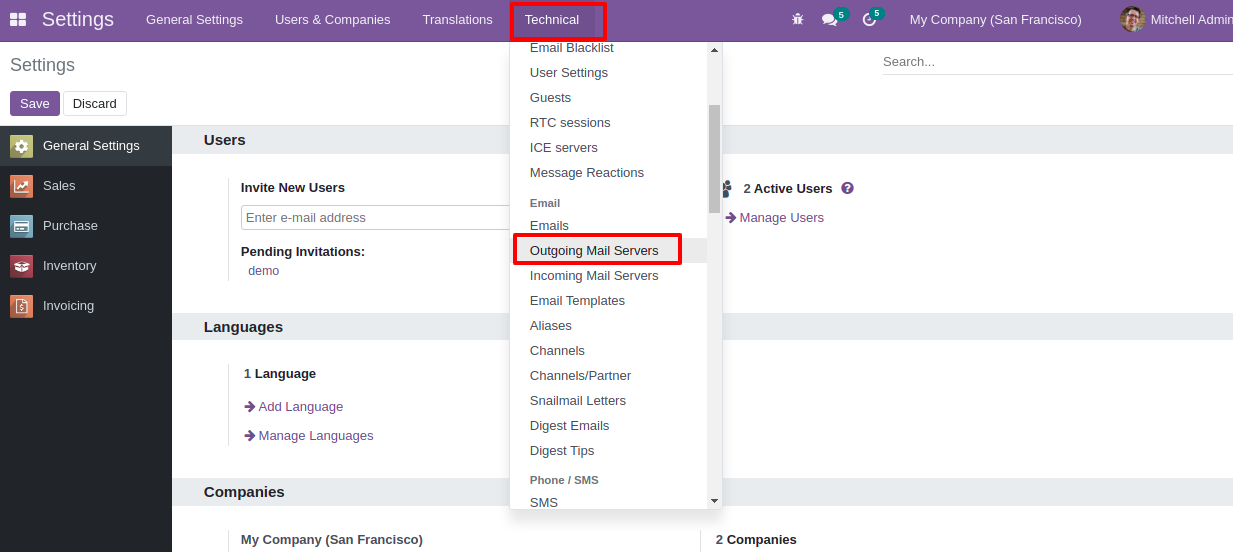 Settings
General Settings
Users & Companies
Translations
Technical
5
5
My Company (San Francisco)
Mitchell Admin
Settings
Search...
Save
Discard
General Settings
Sales
Purchase
Inventory
Invoicing
Users
Invite New Users
Enter e-mail address
Pending Invitations:
demo
2 Active Users ?
Manage Users
Languages
1 Language
Add Language
Manage Languages
Companies
My Company (San Francisco)
2 Companies
Email Blacklist
User Settings
Guests
RTC sessions
ICE servers
Message Reactions
Email
Emails
Outgoing Mail Servers
Incoming Mail Servers
Email Templates
Aliases
Channels
Channels/Partner
Snailmail Letters
Digest Emails
Digest Tips
Phone / SMS
SMS